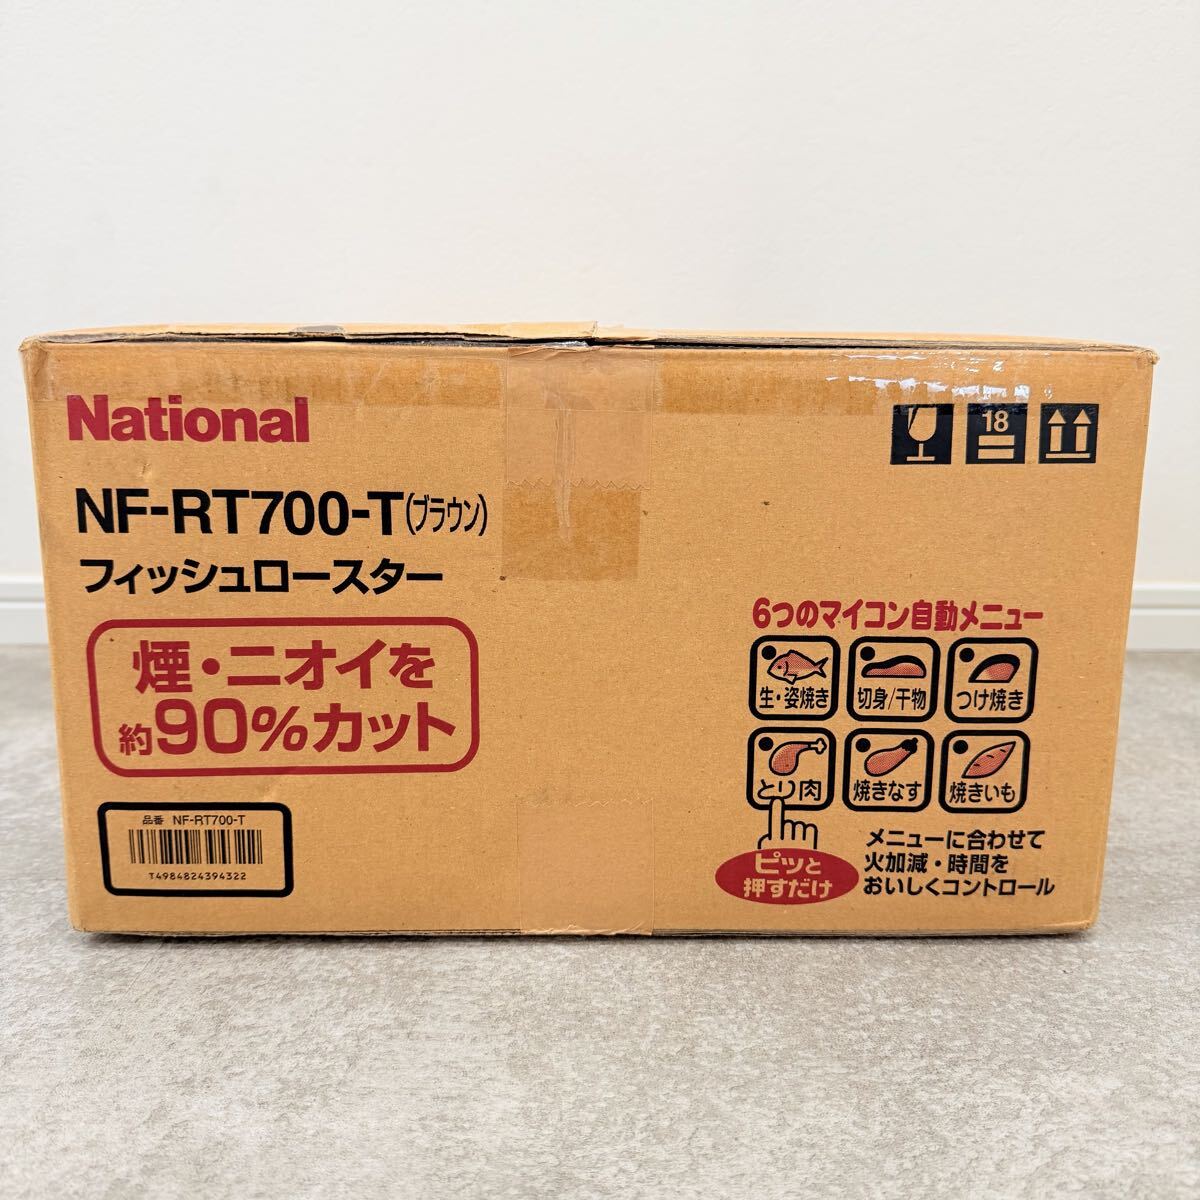 National
18
NF-RT700-T(ブラウン)
フィッシュロースター
煙・ニオイを
約90%カット
品番 NF-RT700-T
T4984824394322
6つのマイコン自動メニュー
生・姿焼き
切身/干物
つけ焼き
とり肉
焼きなす
焼きいも
ピッと
押すだけ
メニューに合わせて
火加減・時間を
おいしくコントロール